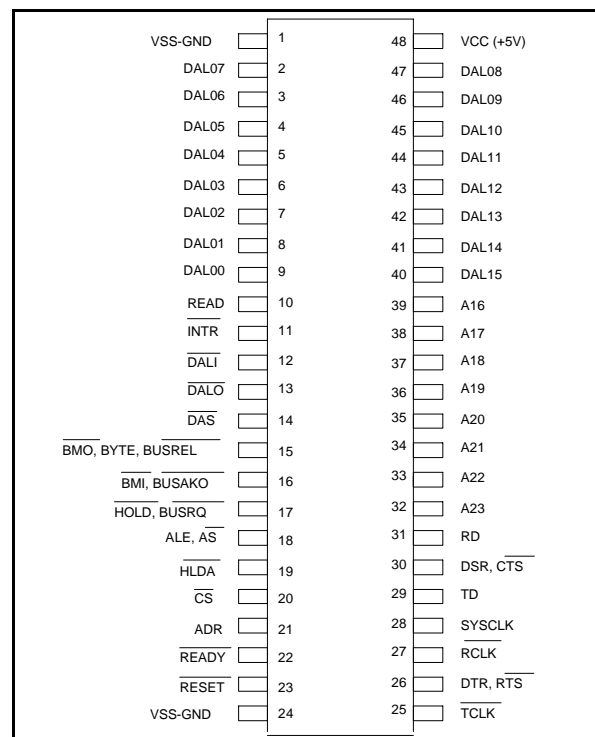 VSS-GND 1 48 VCC (+5V)
DAL07 2 47 DAL08
DAL06 3 46 DAL09
DAL05 4 45 DAL10
DAL04 5 44 DAL11
DAL03 6 43 DAL12
DAL02 7 42 DAL13
DAL01 8 41 DAL14
DAL00 9 40 DAL15
READ 10 39 A16
INTR 11 38 A17
DALI 12 37 A18
DALO 13 36 A19
DAS 14 35 A20
BMO, BYTE, BUSREL 15 34 A21
BMI, BUSAKO 16 33 A22
HOLD, BUSRQ 17 32 A23
ALE, AS 18 31 RD
HLDA 19 30 DSR, CTS
CS 20 29 TD
ADR 21 28 SYSCLK
READY 22 27 RCLK
RESET 23 26 DTR, RTS
VSS-GND 24 25 TCLK